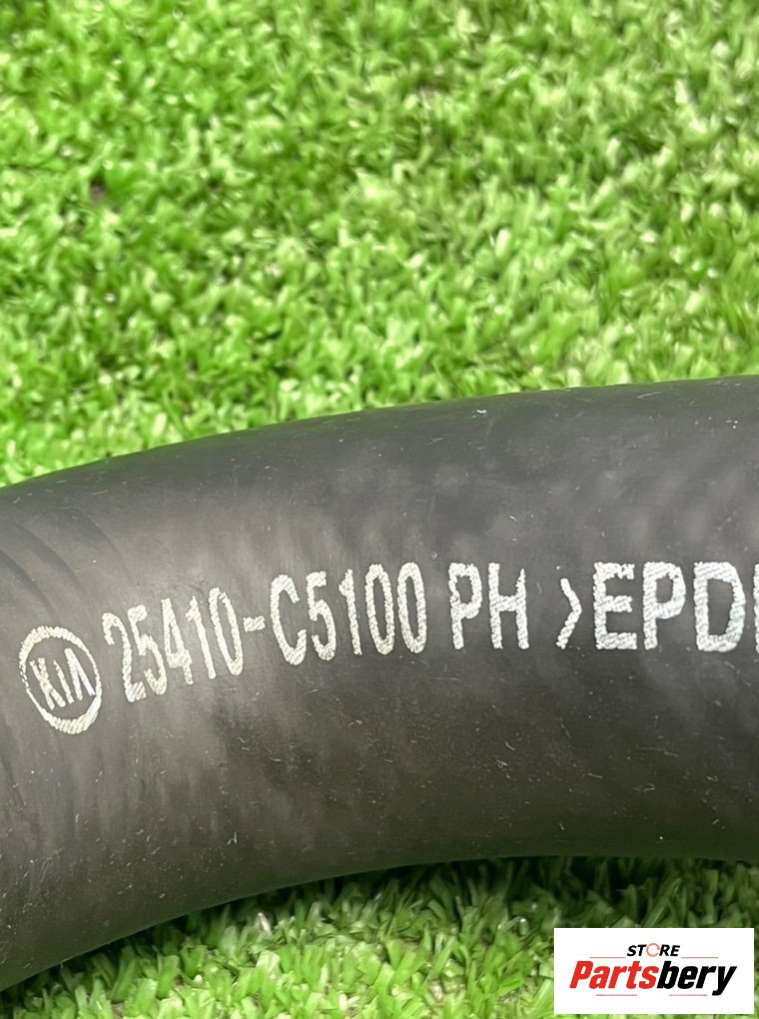 KIA 25410-C5100 PH >EPD
STORE
Partsbery